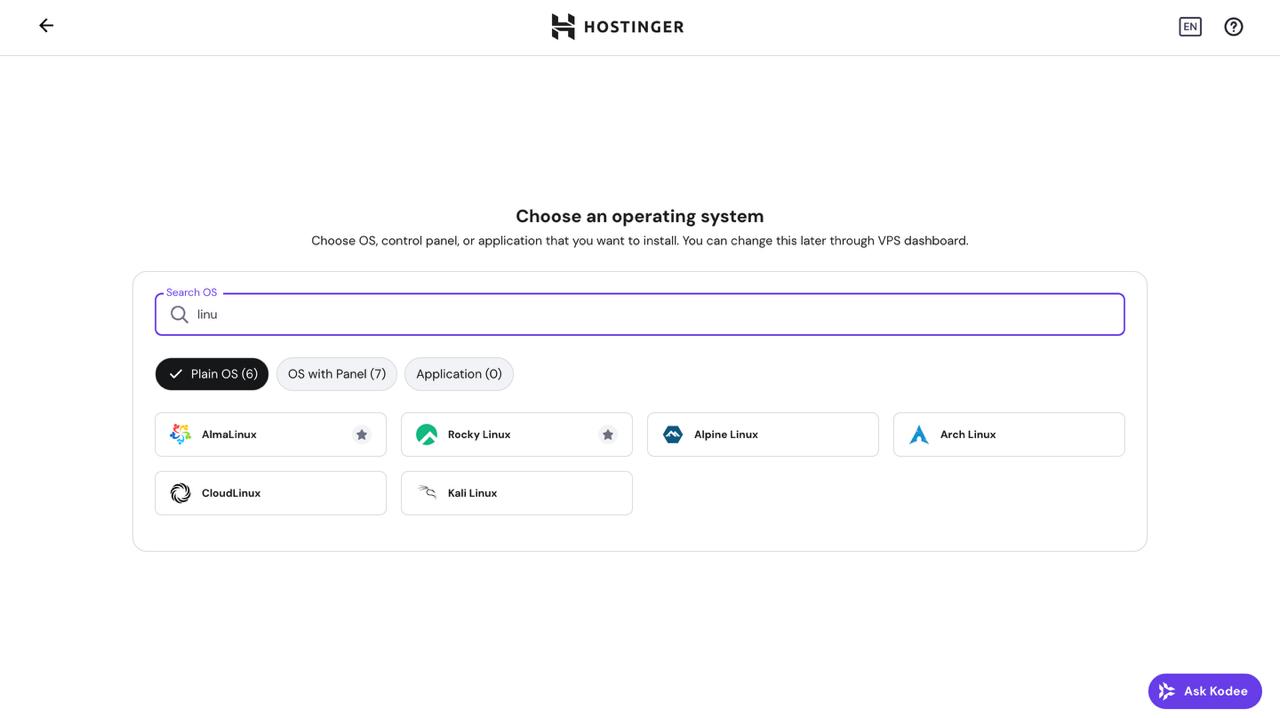 HOSTINGER
EN
Choose an operating system
Choose OS, control panel, or application that you want to install. You can change this later through VPS dashboard.
Search OS
linu
Plain OS (6)
OS with Panel (7)
Application (0)
AlmaLinux
Rocky Linux
Alpine Linux
Arch Linux
CloudLinux
Kali Linux
Ask Kodee